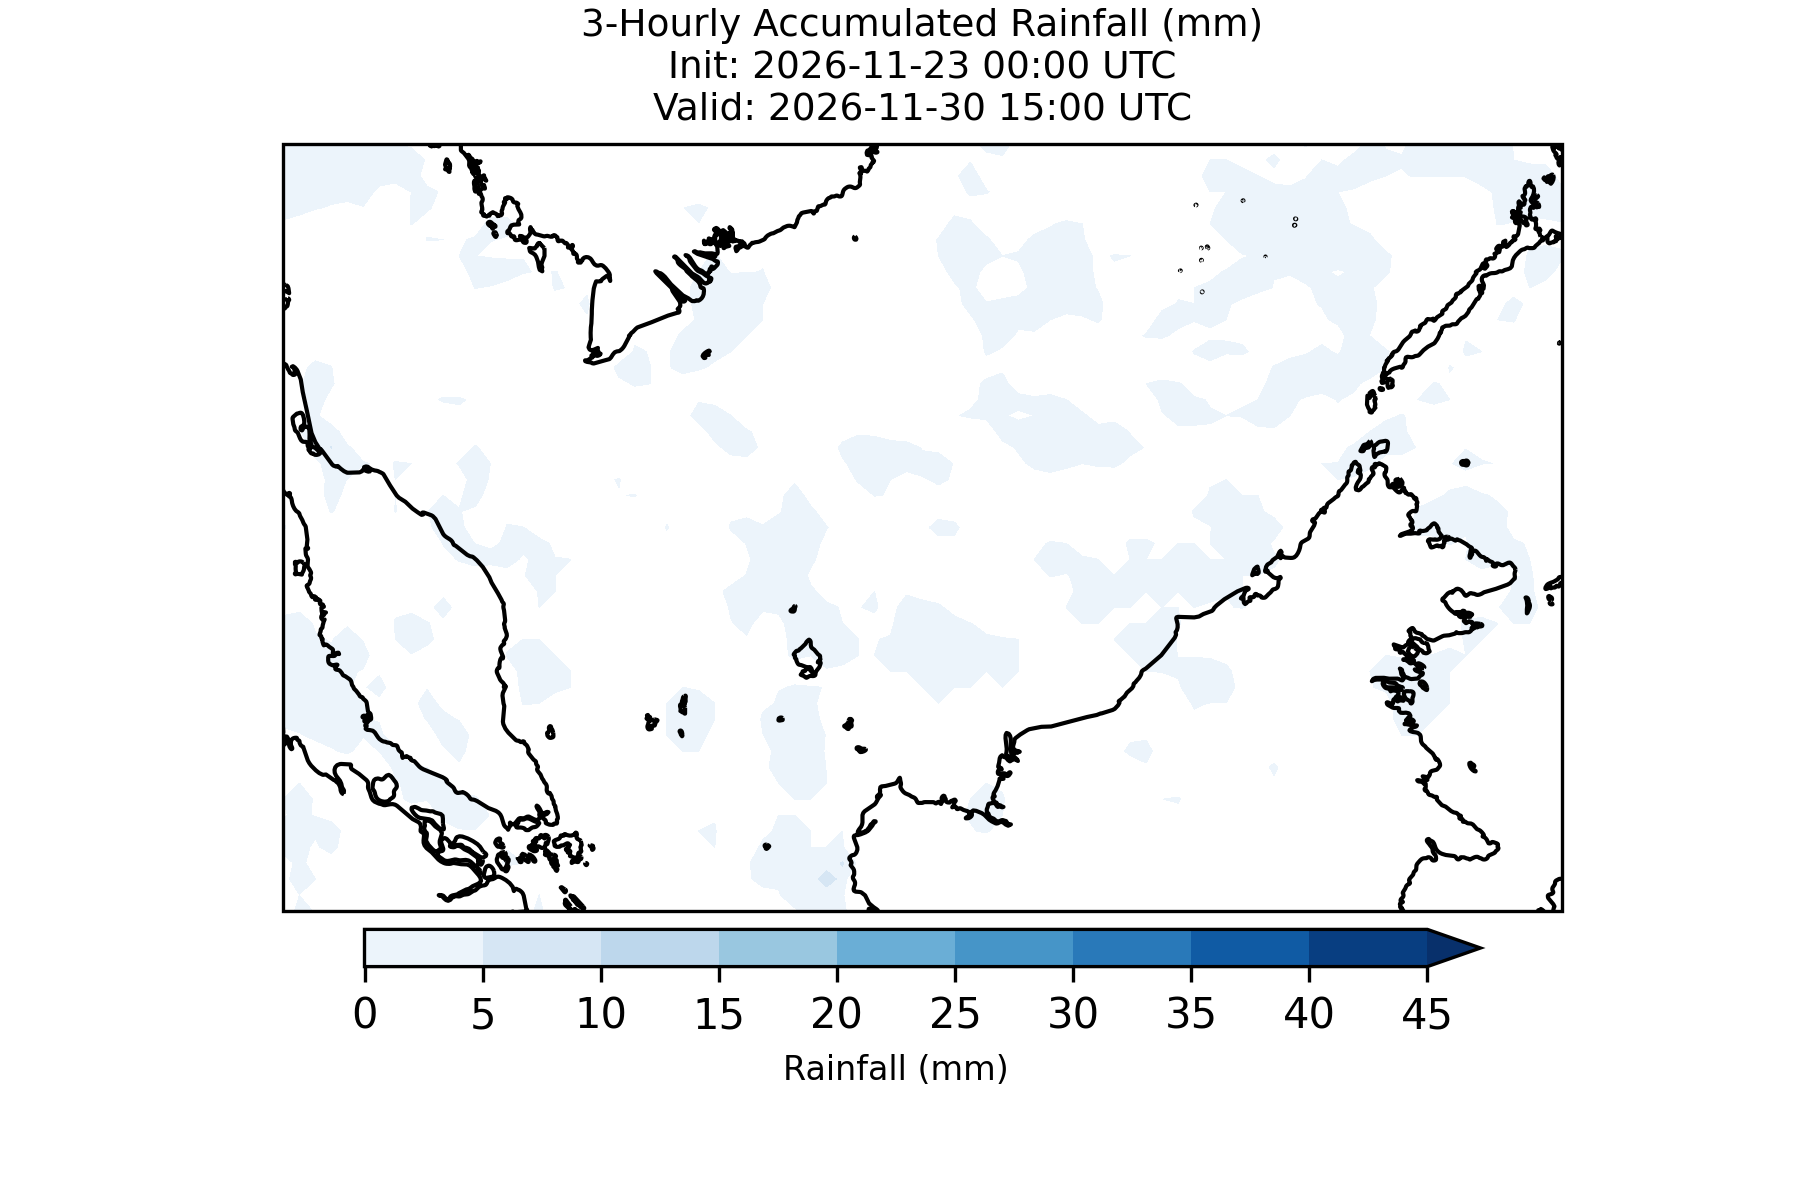 3-Hourly Accumulated Rainfall (mm)
Init: 2026-11-23 00:00 UTC
Valid: 2026-11-30 15:00 UTC
0 5 10 15 20 25 30 35 40 45
Rainfall (mm)